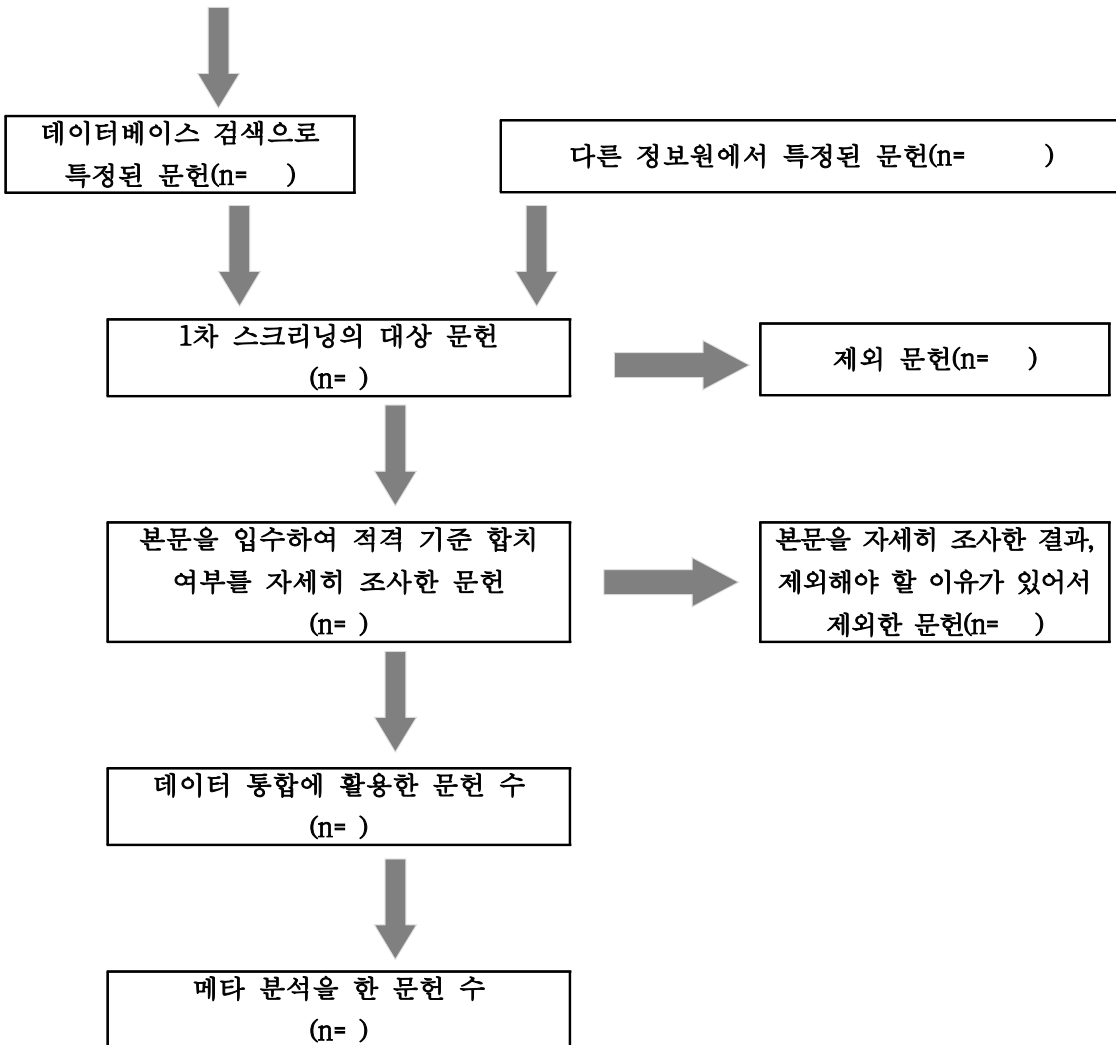 데이터베이스 검색으로
특정된 문헌(n= )
다른 정보원에서 특정된 문헌(n= )
1차 스크리닝의 대상 문헌
(n= )
제외 문헌(n= )
본문을 입수하여 적격 기준 합치
여부를 자세히 조사한 문헌
(n= )
본문을 자세히 조사한 결과,
제외해야 할 이유가 있어서
제외한 문헌(n= )
데이터 통합에 활용한 문헌 수
(n= )
메타 분석을 한 문헌 수
(n= )